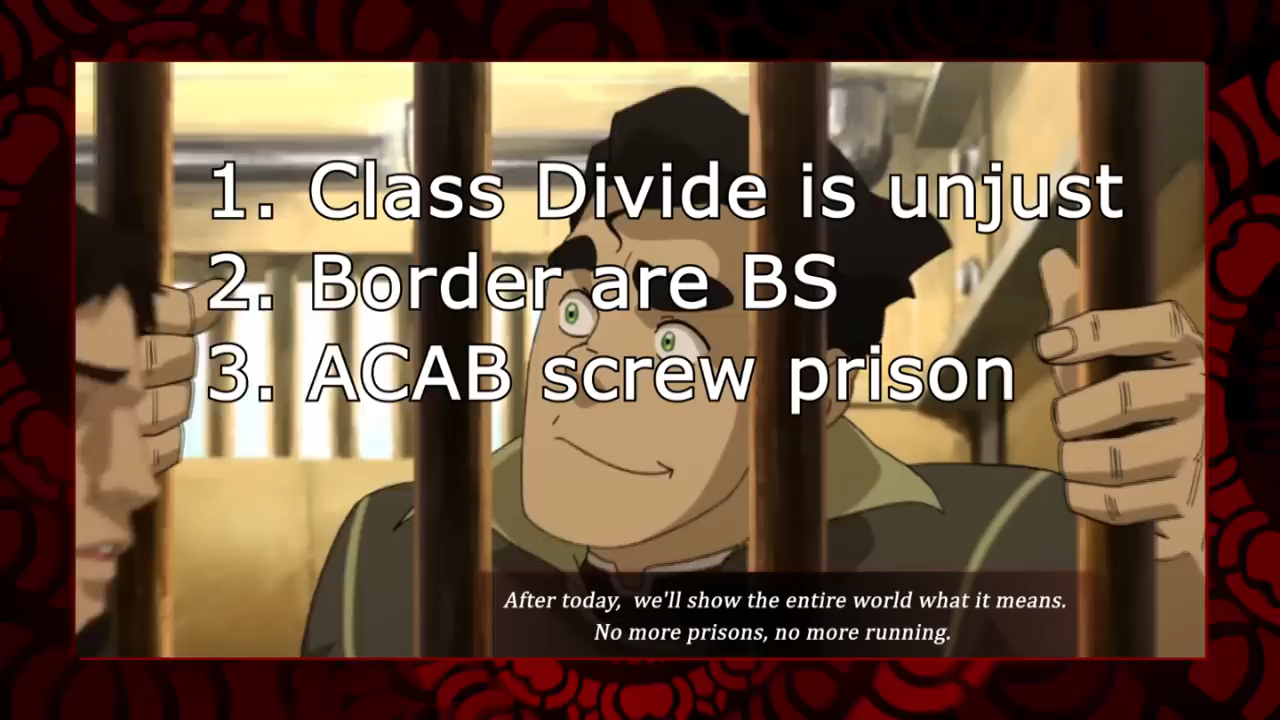 1. Class Divide is unjust
2. Border are BS
3. ACAB screw prison
After today, we'll show the entire world what it means.
No more prisons, no more running.